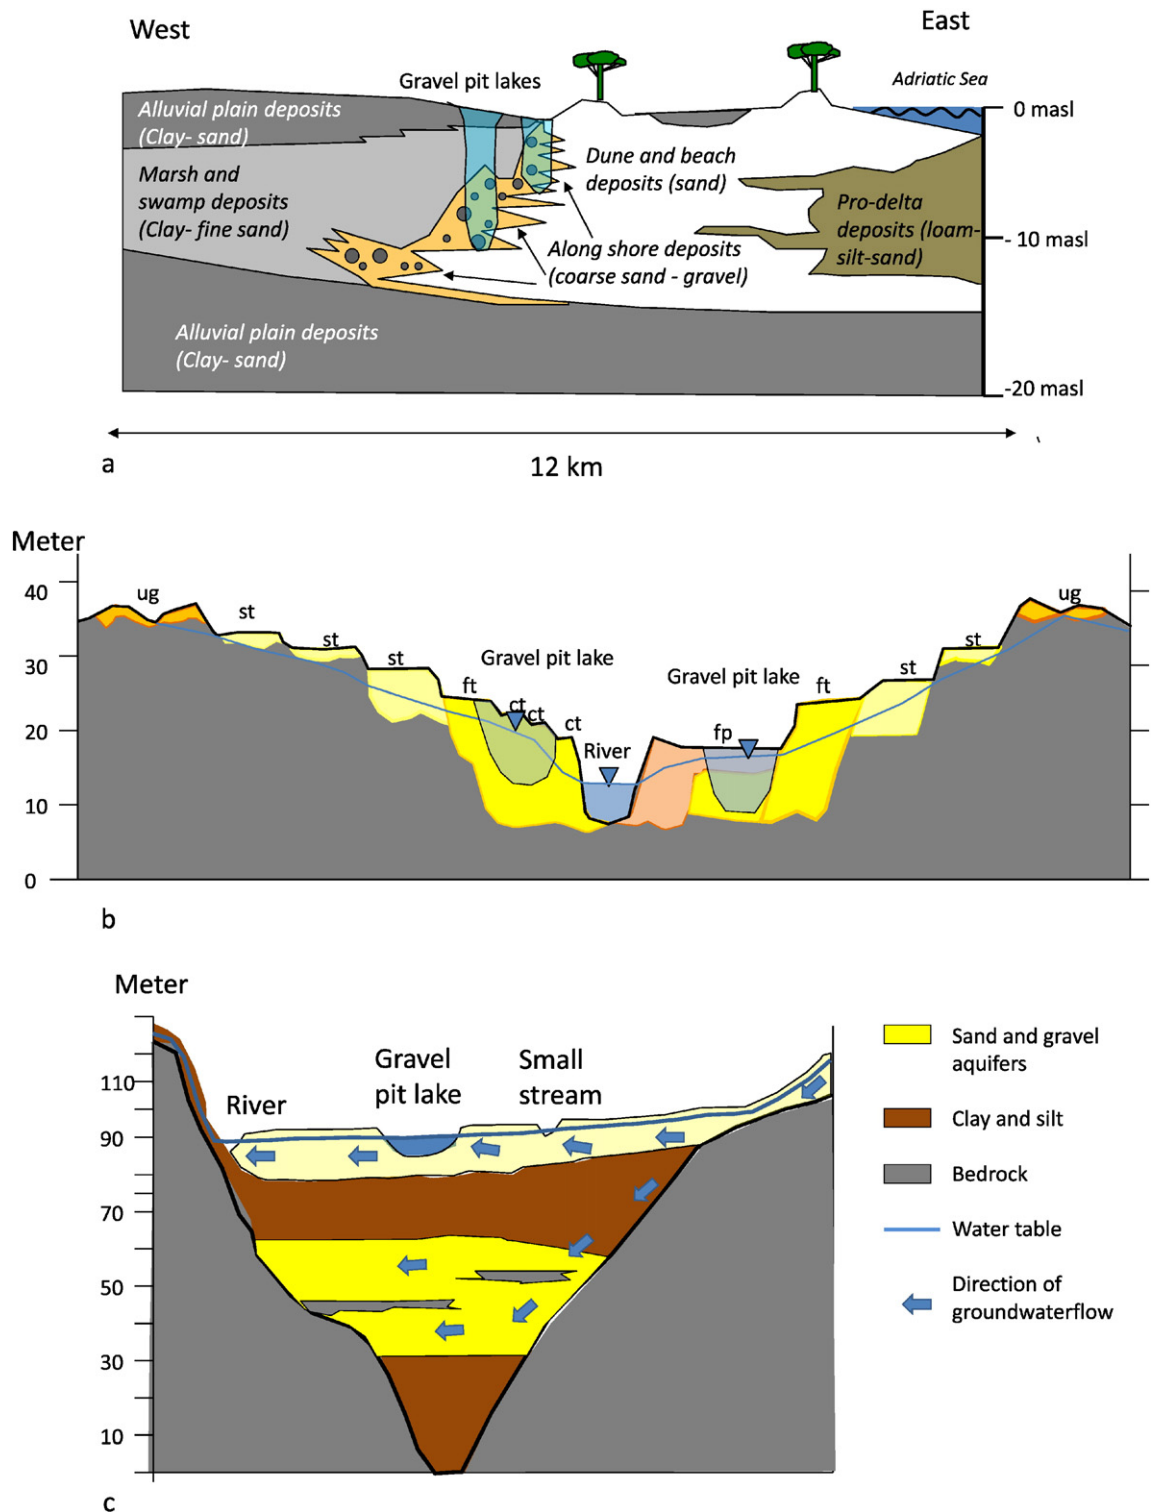 West
East
Gravel pit lakes
Adriatic Sea
Alluvial plain deposits
(Clay- sand)
0 masl
Marsh and
swamp deposits
(Clay- fine sand)
Dune and beach
deposits (sand)
Pro-delta
deposits (loam-
silt-sand)
- 10 masl
Along shore deposits
(coarse sand - gravel)
Alluvial plain deposits
(Clay- sand)
-20 masl
a
12 km
Meter
40
ug
ug
st
st
st
30
st
st
Gravel pit lake
Gravel pit lake
ft
ft
ct
ct
ct
20
River
fp
10
0
b
Meter
110
Gravel
pit lake
Small
stream
River
90
70
50
30
10
Sand and gravel
aquifers
Clay and silt
Bedrock
Water table
Direction of
groundwaterflow
c